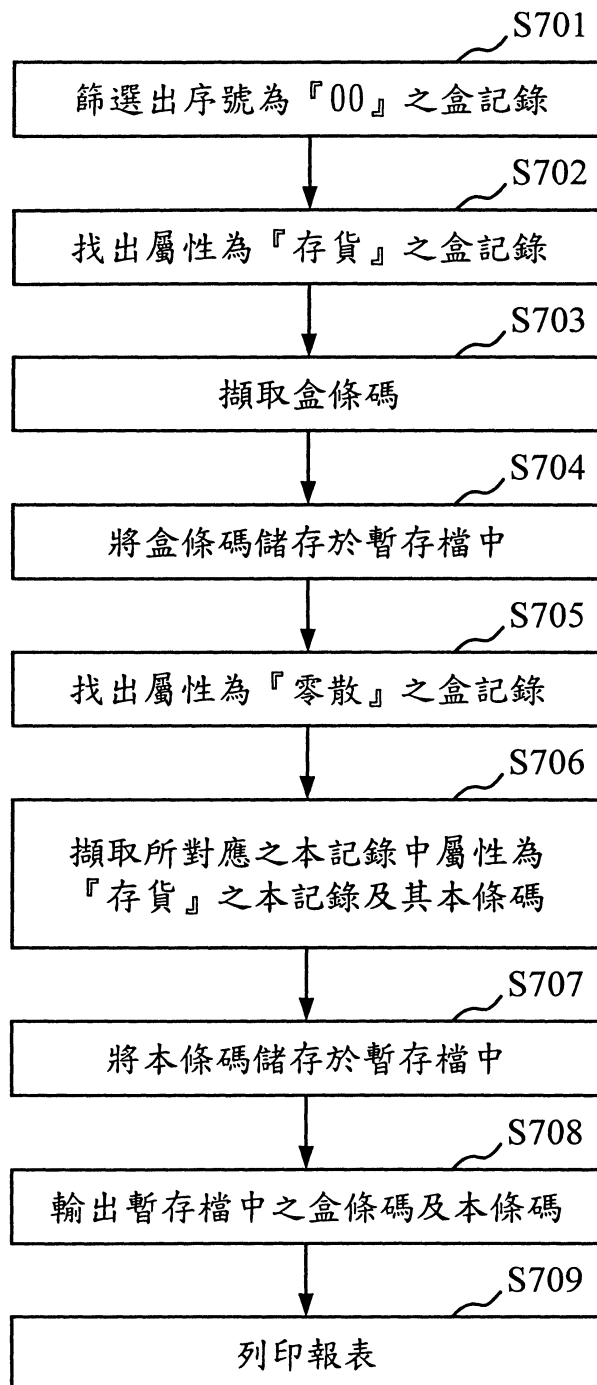 S701
篩選出序號為『00』之盒記錄
S702
找出屬性為『存貨』之盒記錄
S703
擷取盒條碼
S704
將盒條碼儲存於暫存檔中
S705
找出屬性為『零散』之盒記錄
S706
擷取所對應之本記錄中屬性為
『存貨』之本記錄及其本條碼
S707
將本條碼儲存於暫存檔中
S708
輸出暫存檔中之盒條碼及本條碼
S709
列印報表